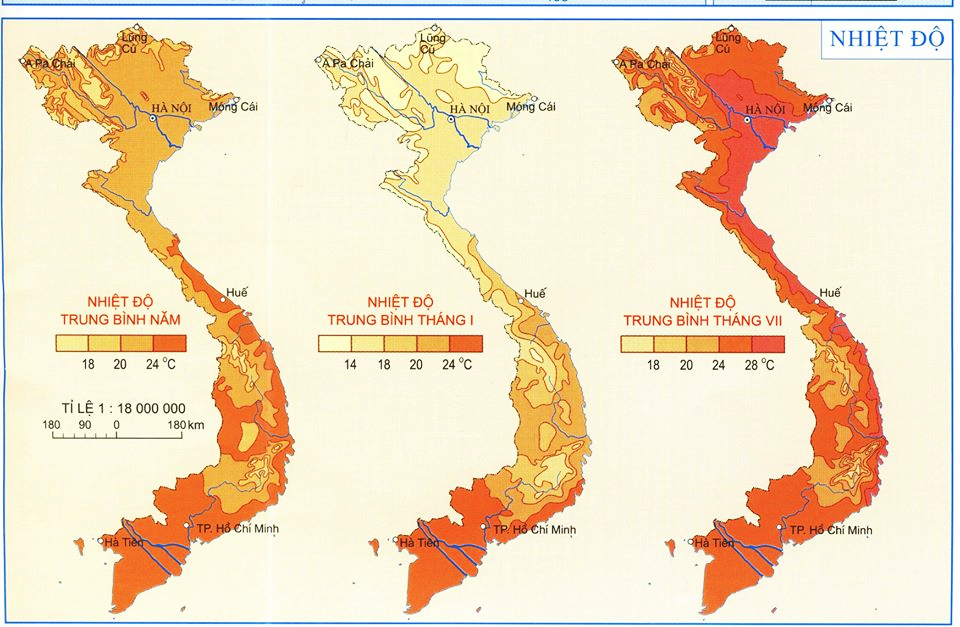 NHIỆT ĐỘ
Lũng
Cú
A Pa Chải
HÀ NỘI
Móng Cái
Huế
NHIỆT ĐỘ
TRUNG BÌNH NĂM
18 20 24 °C
TỈ LỆ 1 : 18 000 000
180 90 0 180 km
TP. Hồ Chí Minh
Hà Tiên
Lũng
Cú
A Pa Chải
HÀ NỘI
Móng Cái
Huế
NHIỆT ĐỘ
TRUNG BÌNH THÁNG I
14 18 20 24 °C
TP. Hồ Chí Minh
Hà Tiên
Lũng
Cú
A Pa Chải
HÀ NỘI
Móng Cái
Huế
NHIỆT ĐỘ
TRUNG BÌNH THÁNG VII
18 20 24 28 °C
TP. Hồ Chí Minh
Hà Tiên